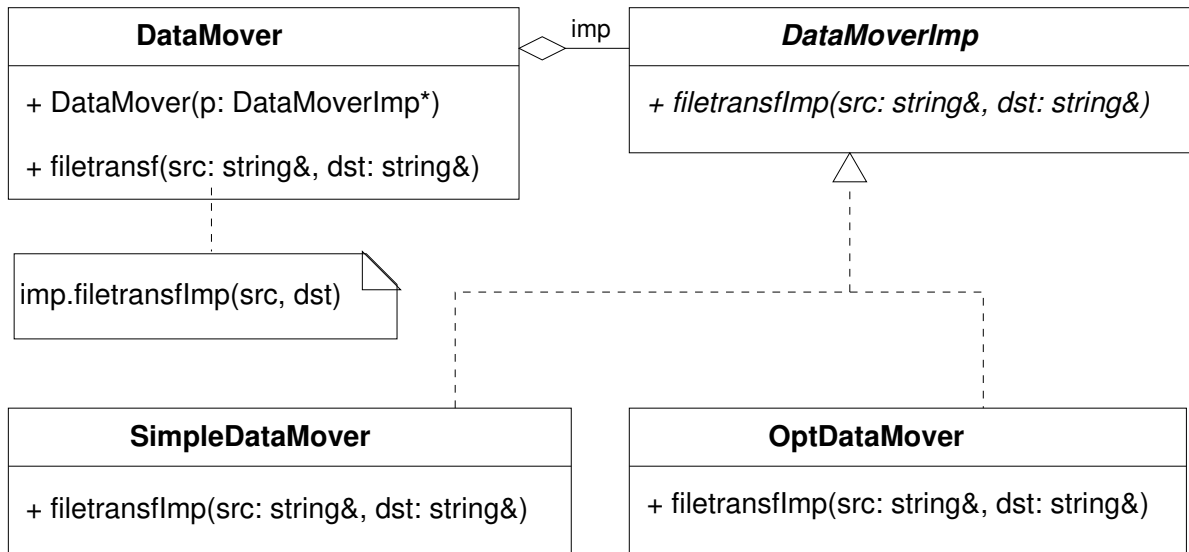 DataMover
+ DataMover(p: DataMoverImp*)
+ filetransf(src: string&, dst: string&)
imp
DataMoverImp
+ filetransfImp(src: string&, dst: string&)
imp.filetransfImp(src, dst)
SimpleDataMover
+ filetransfImp(src: string&, dst: string&)
OptDataMover
+ filetransfImp(src: string&, dst: string&)